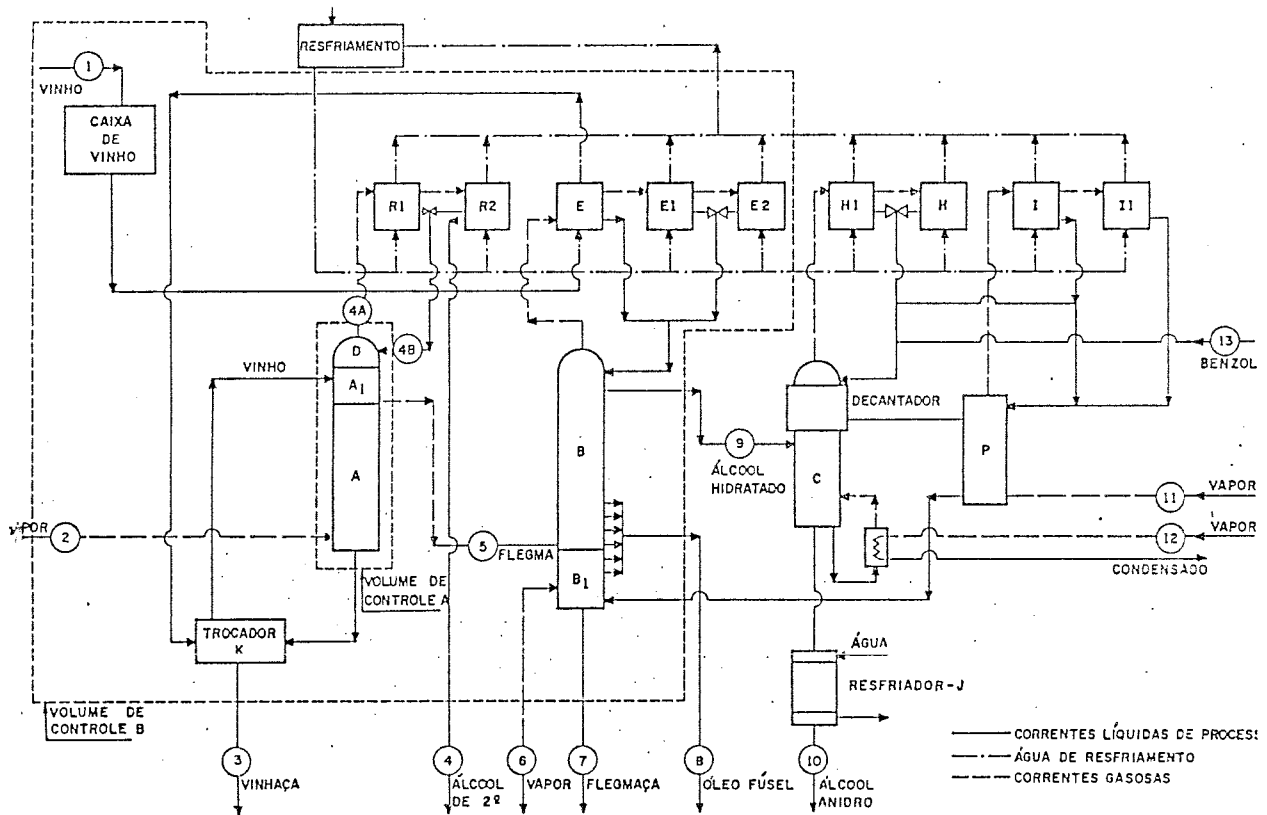 RESFRIAMENTO
1
VINHO
CAIXA
DE
VINHO
R1
R2
E
E1
E2
H1
H
I
I1
4A
D
4B
A1
A
VINHO
13
BENZOL
DECANTADOR
B
9
ÁLCOOL
HIDRATADO
C
P
11
VAPOR
12
VAPOR
CONDENSADO
VAPOR
2
5
FLEGMA
B1
VOLUME DE
CONTROLE A
TROCADOR
K
ÁGUA
RESFRIADOR-J
VOLUME DE
CONTROLE B
3
VINHAÇA
4
ÁLCOOL
DE 2º
6
VAPOR
7
FLEGMAÇA
8
ÓLEO FÚSEL
10
ÁLCOOL
ANIDRO
CORRENTES LÍQUIDAS DE PROCES
ÁGUA DE RESFRIAMENTO
CORRENTES GASOSAS